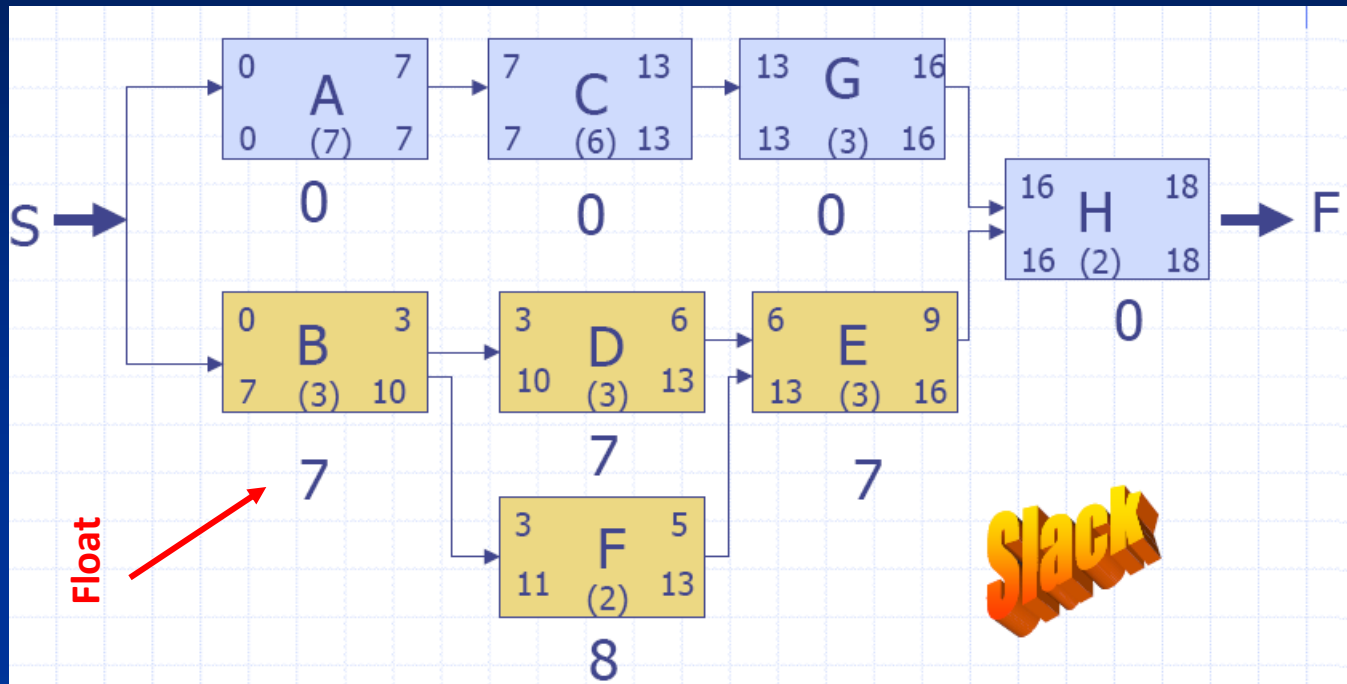 0 7 7 13 13 G 16
A C
0 (7) 7 7 (6) 13 13 (3) 16
0 0 0
16 18
S H F
16 (2) 18
0
0 3 3 6 6 9
B D E
7 (3) 10 10 (3) 13 13 (3) 16
7 7 7
Float
3 5
F
11 (2) 13
8
Slack